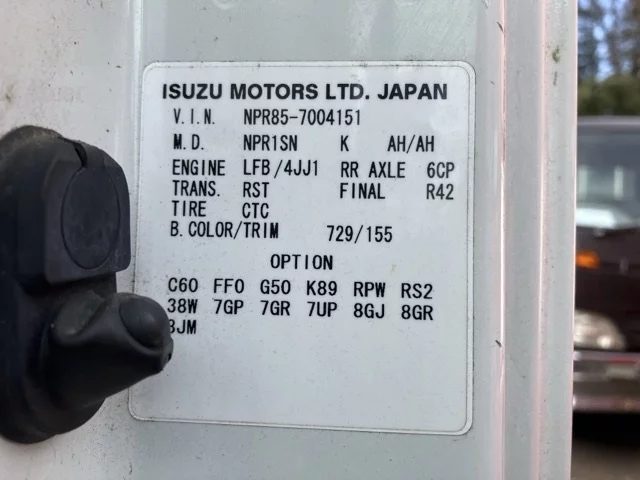 ISUZU MOTORS LTD. JAPAN
V.I.N. NPR85-7004151
M.D. NPR1SN K AH/AH
ENGINE LFB/4JJ1 RR AXLE 6CP
TRANS. RST FINAL R42
TIRE CTC
B.COLOR/TRIM 729/155
OPTION
C60 FF0 G50 K89 RPW RS2
38W 7GP 7GR 7UP 8GJ 8GR